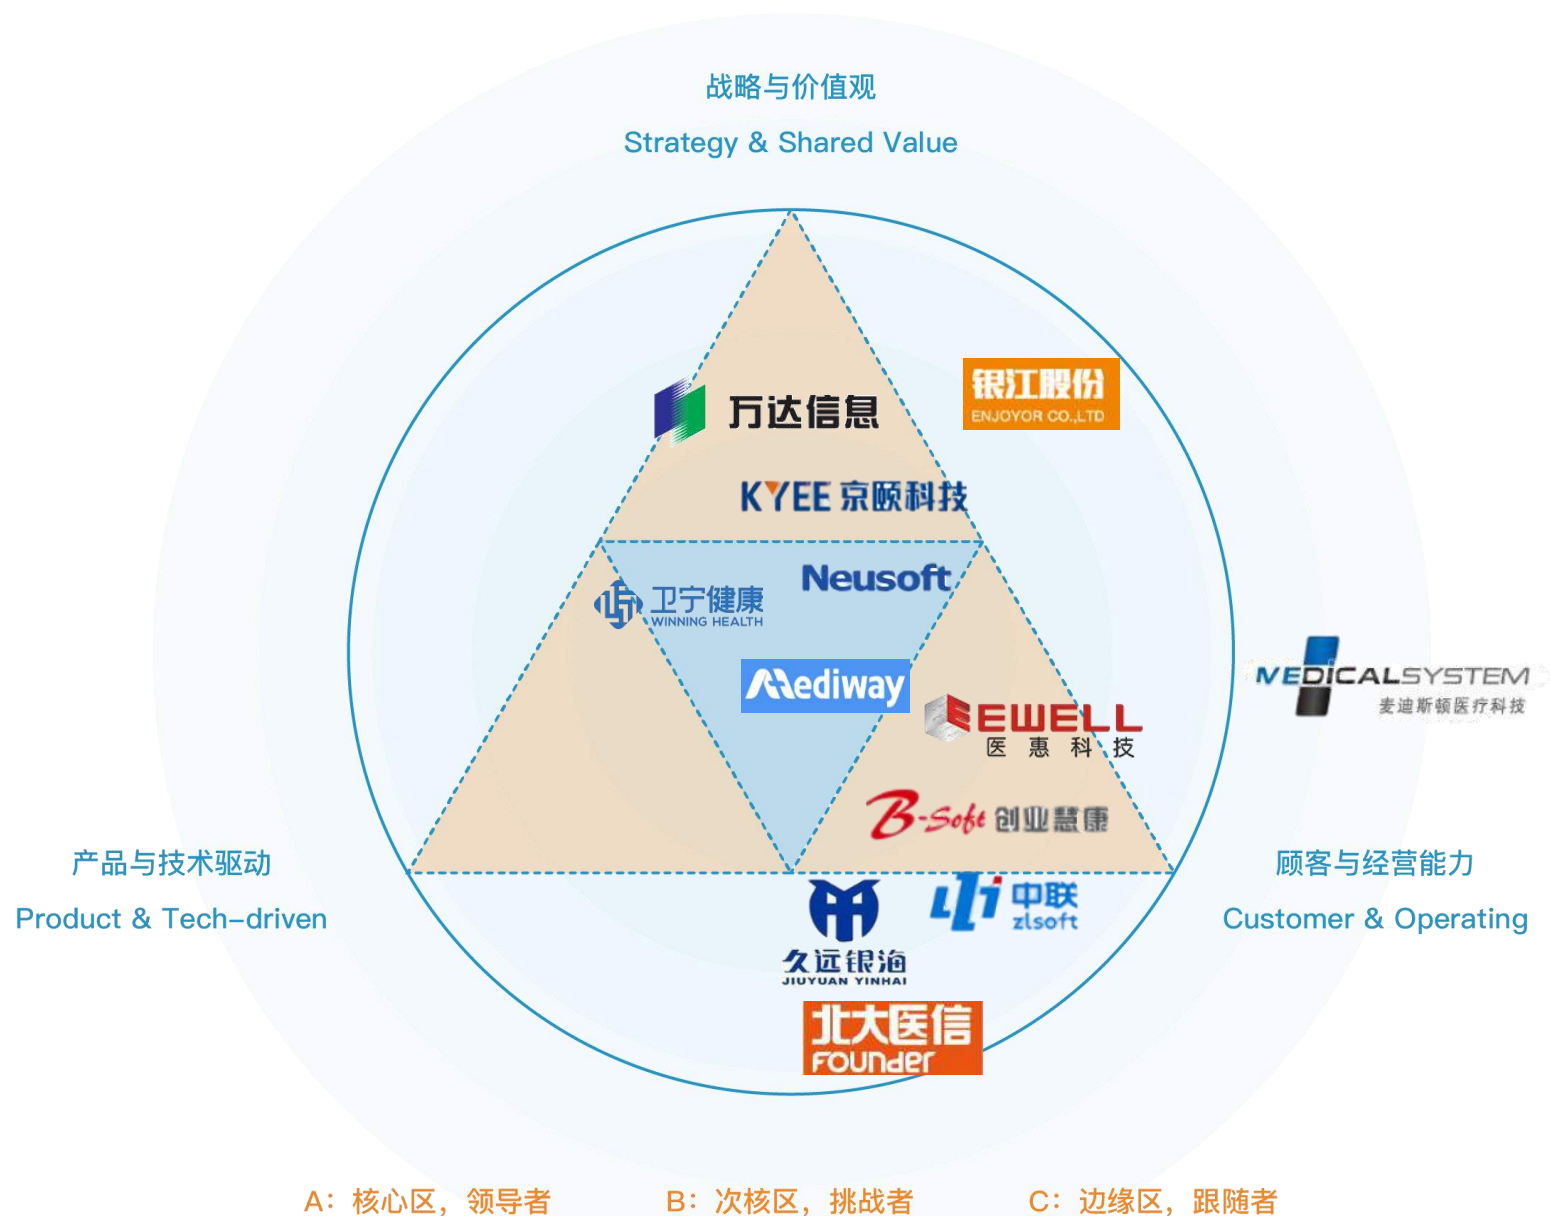 战略与价值观
Strategy & Shared Value
银江股份
ENJOYOR CO.,LTD
万达信息
KYEE 京颐科技
Neusoft
卫宁健康
WINNING HEALTH
Mediway
MEDICALSYSTEM
麦迪斯顿医疗科技
EWELL
医惠科技
B-Soft 创业慧康
产品与技术驱动
Product & Tech-driven
顾客与经营能力
Customer & Operating
中联
zlsoft
久远银海
JIUYUAN YINHAI
北大医信
FOUNDER
A：核心区，领导者
B：次核区，挑战者
C：边缘区，跟随者